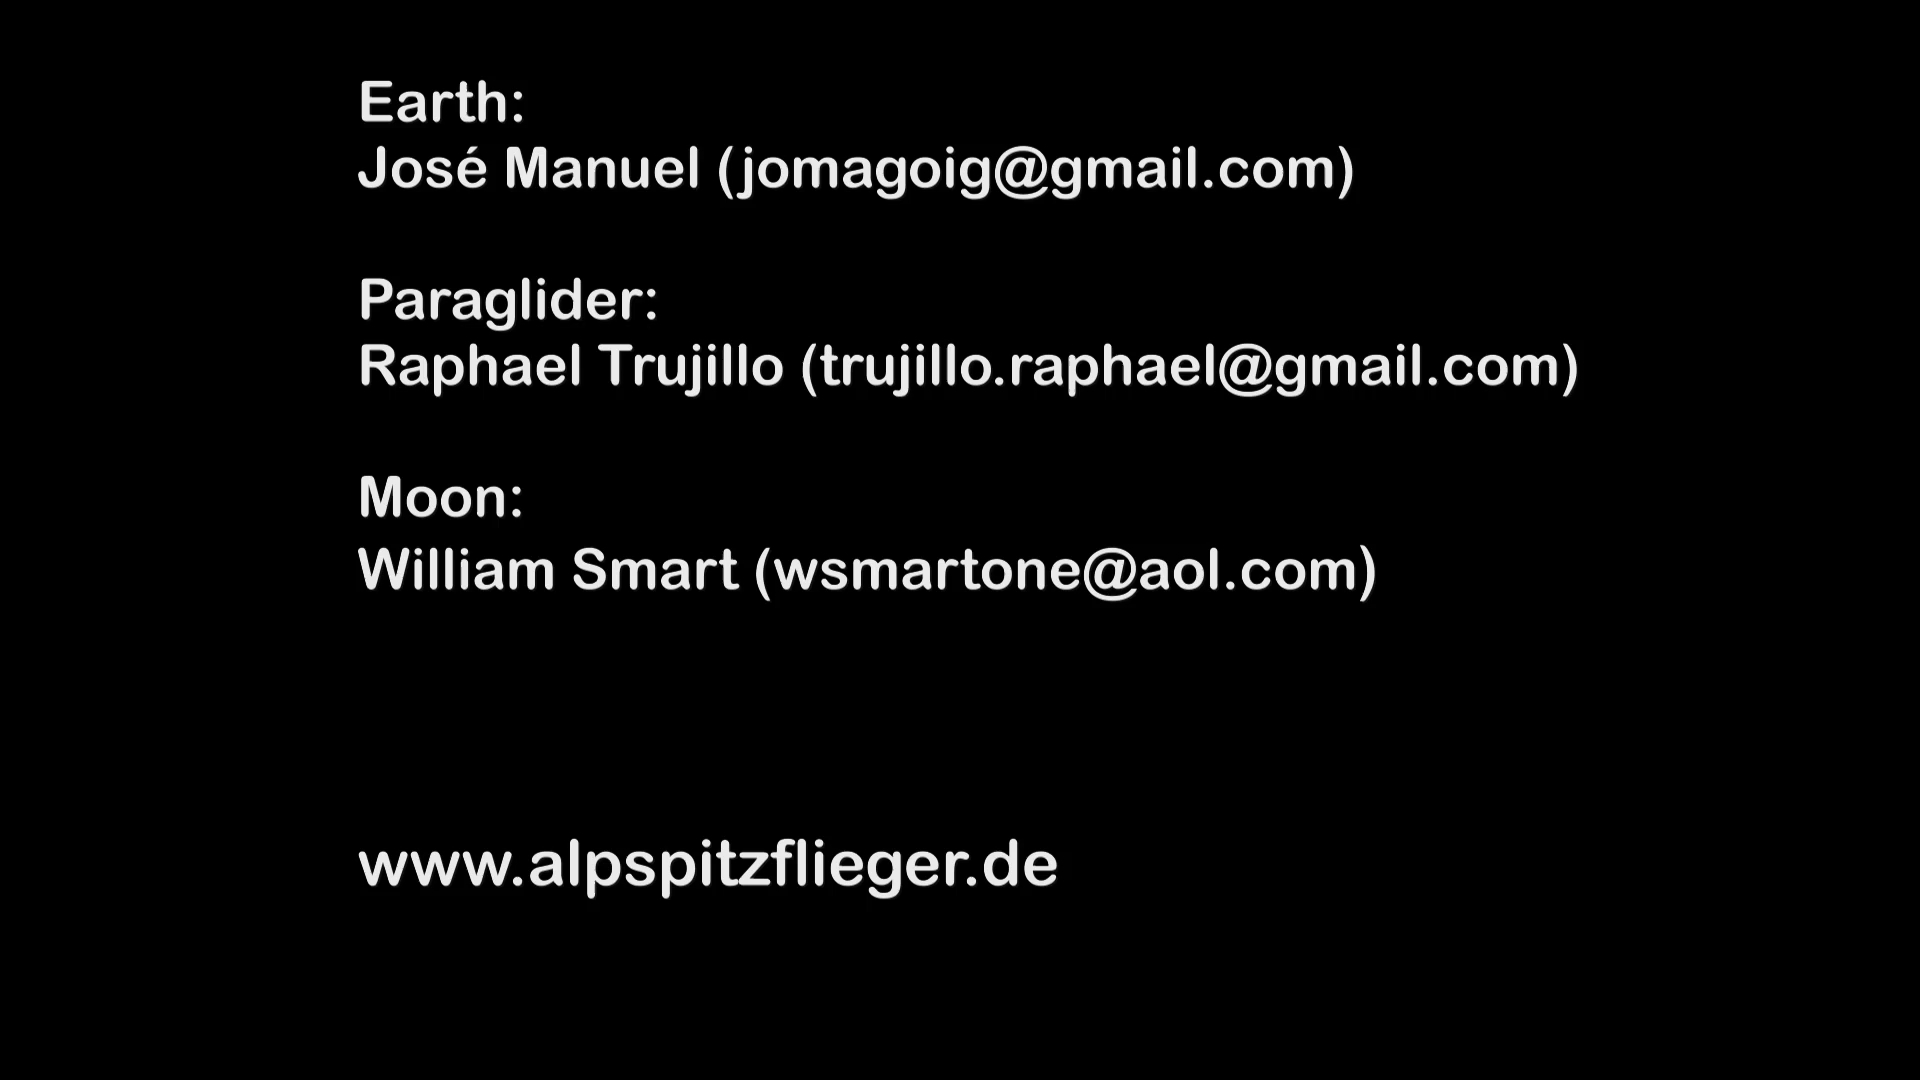 Earth:
José Manuel (jomagoig@gmail.com)
Paraglider:
Raphael Trujillo (trujillo.raphael@gmail.com)
Moon:
William Smart (wsmartone@aol.com)
www.alpspitzflieger.de